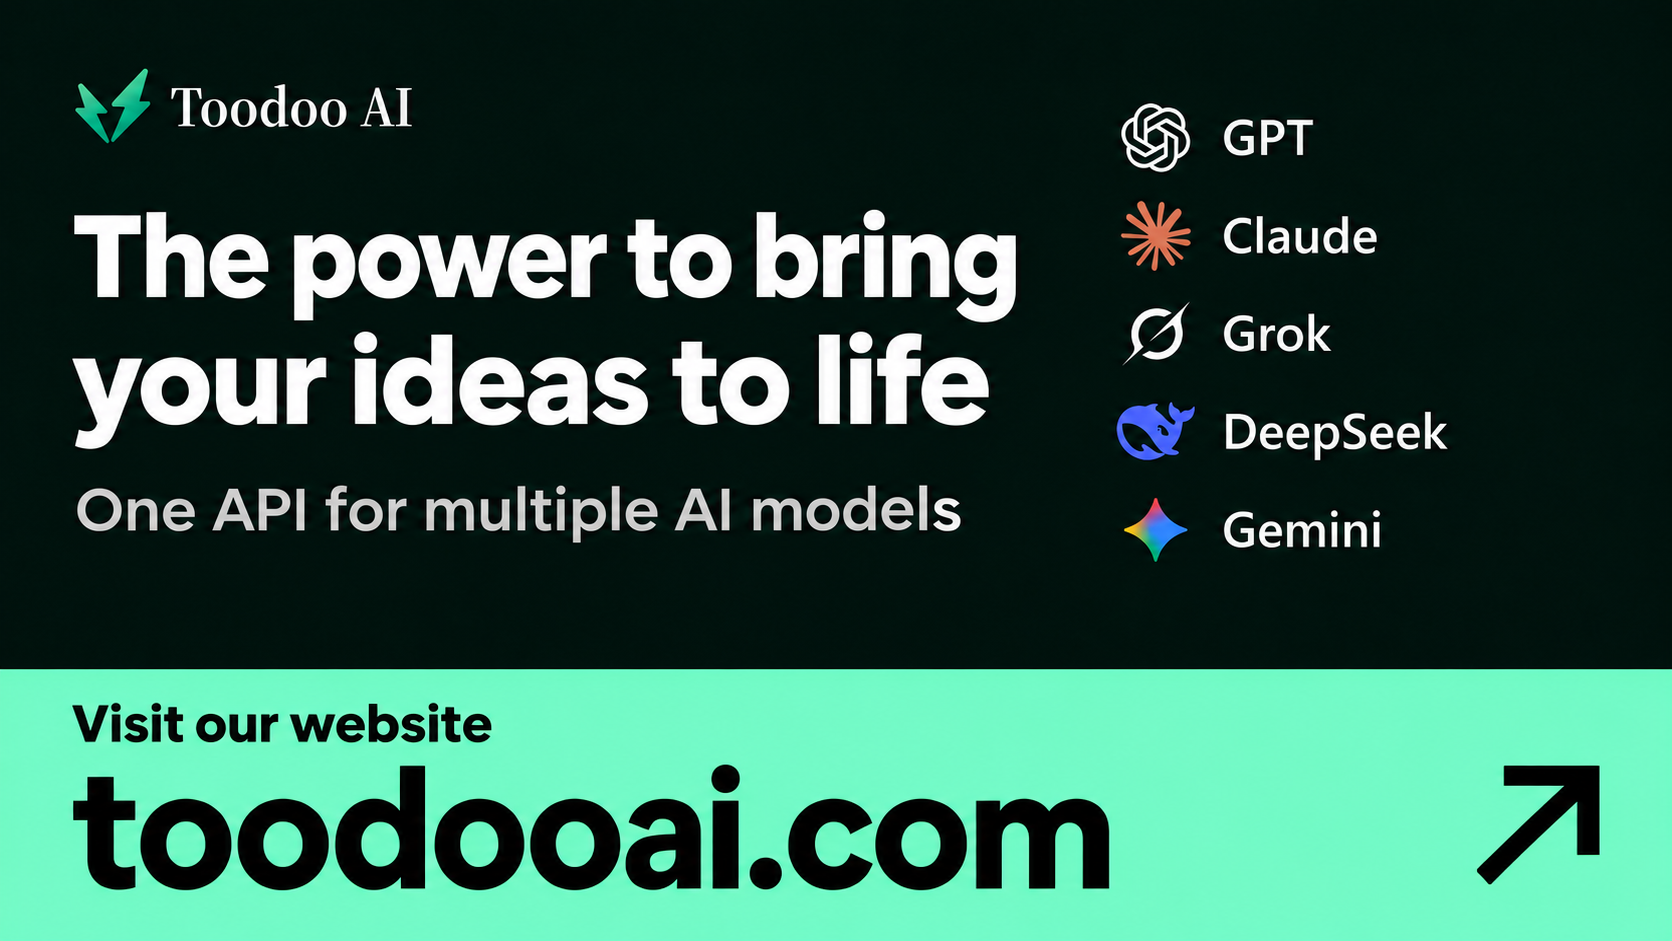 Toodoo AI
The power to bring
your ideas to life
One API for multiple AI models
GPT
Claude
Grok
DeepSeek
Gemini
Visit our website
toodooai.com